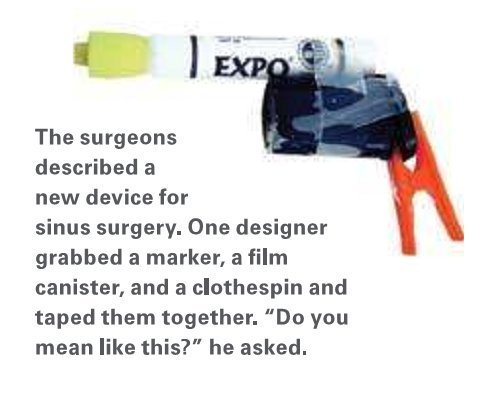 EXPO
The surgeons
described a
new device for
sinus surgery. One designer
grabbed a marker, a film
canister, and a clothespin and
taped them together. “Do you
mean like this?” he asked.